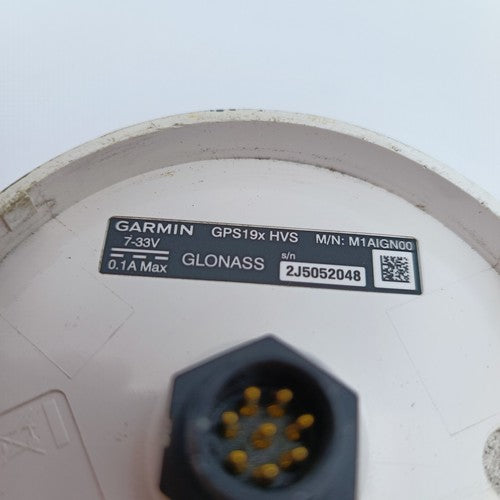 GARMIN GPS19x HVS M/N: M1AIGN00
7-33V
0.1A Max GLONASS s/n 2J5052048